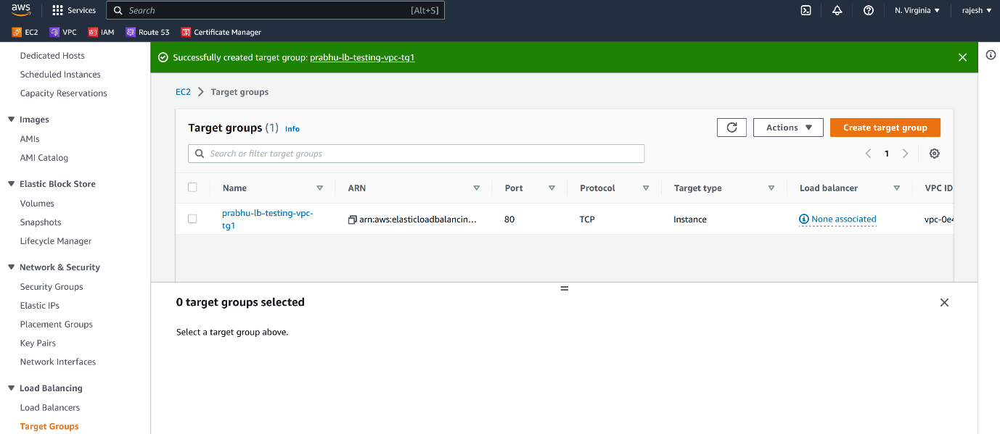 aws
Services
Search
[Alt+S]
N. Virginia
rajesh
EC2
VPC
IAM
Route 53
Certificate Manager
Dedicated Hosts
Scheduled Instances
Capacity Reservations
Images
AMIs
AMI Catalog
Elastic Block Store
Volumes
Snapshots
Lifecycle Manager
Network & Security
Security Groups
Elastic IPs
Placement Groups
Key Pairs
Network Interfaces
Load Balancing
Load Balancers
Target Groups
Successfully created target group: prabhu-lb-testing-vpc-tg1
EC2 > Target groups
Target groups (1) Info
Actions
Create target group
Search or filter target groups
1
Name
ARN
Port
Protocol
Target type
Load balancer
VPC ID
prabhu-lb-testing-vpc-
tg1
arn:aws:elasticloadbalancin...
80
TCP
Instance
None associated
vpc-0e4
0 target groups selected
Select a target group above.